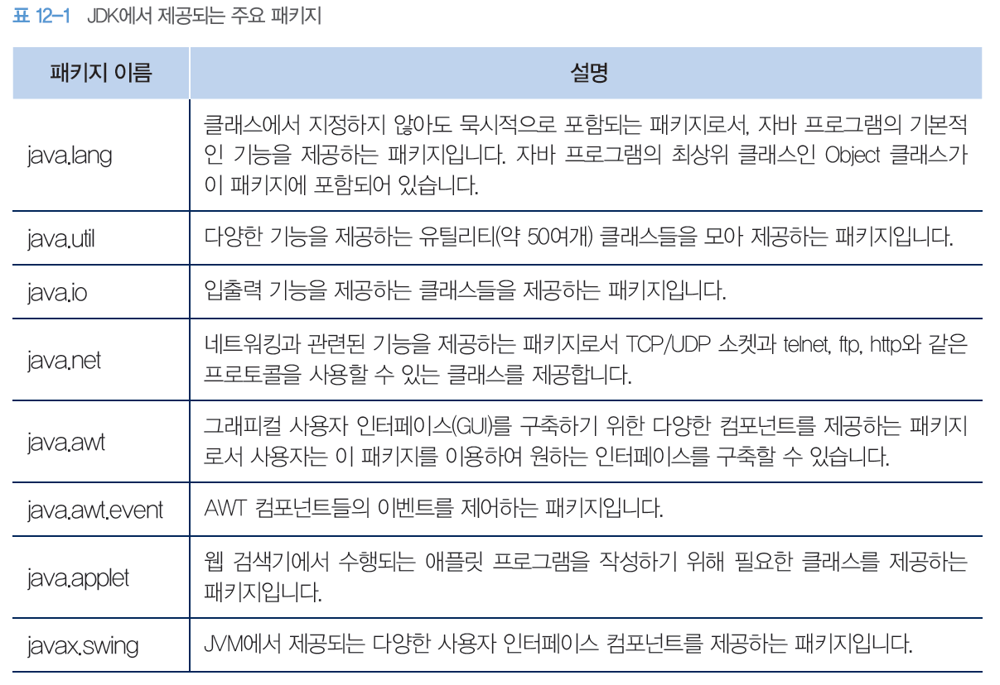 표 12-1 JDK에서 제공되는 주요 패키지
패키지 이름 설명
java.lang
클래스에서 지정하지 않아도 묵시적으로 포함되는 패키지로서, 자바 프로그램의 기본적
인 기능을 제공하는 패키지입니다. 자바 프로그램의 최상위 클래스인 Object 클래스가
이 패키지에 포함되어 있습니다.
java.util 다양한 기능을 제공하는 유틸리티(약 50여개) 클래스들을 모아 제공하는 패키지입니다.
java.io 입출력 기능을 제공하는 클래스들을 제공하는 패키지입니다.
java.net
네트워킹과 관련된 기능을 제공하는 패키지로서 TCP/UDP 소켓과 telnet, ftp, http와 같은
프로토콜을 사용할 수 있는 클래스를 제공합니다.
java.awt
그래피컬 사용자 인터페이스(GUI)를 구축하기 위한 다양한 컴포넌트를 제공하는 패키지
로서 사용자는 이 패키지를 이용하여 원하는 인터페이스를 구축할 수 있습니다.
java.awt.event AWT 컴포넌트들의 이벤트를 제어하는 패키지입니다.
java.applet
웹 검색기에서 수행되는 애플릿 프로그램을 작성하기 위해 필요한 클래스를 제공하는
패키지입니다.
javax.swing JVM에서 제공되는 다양한 사용자 인터페이스 컴포넌트를 제공하는 패키지입니다.